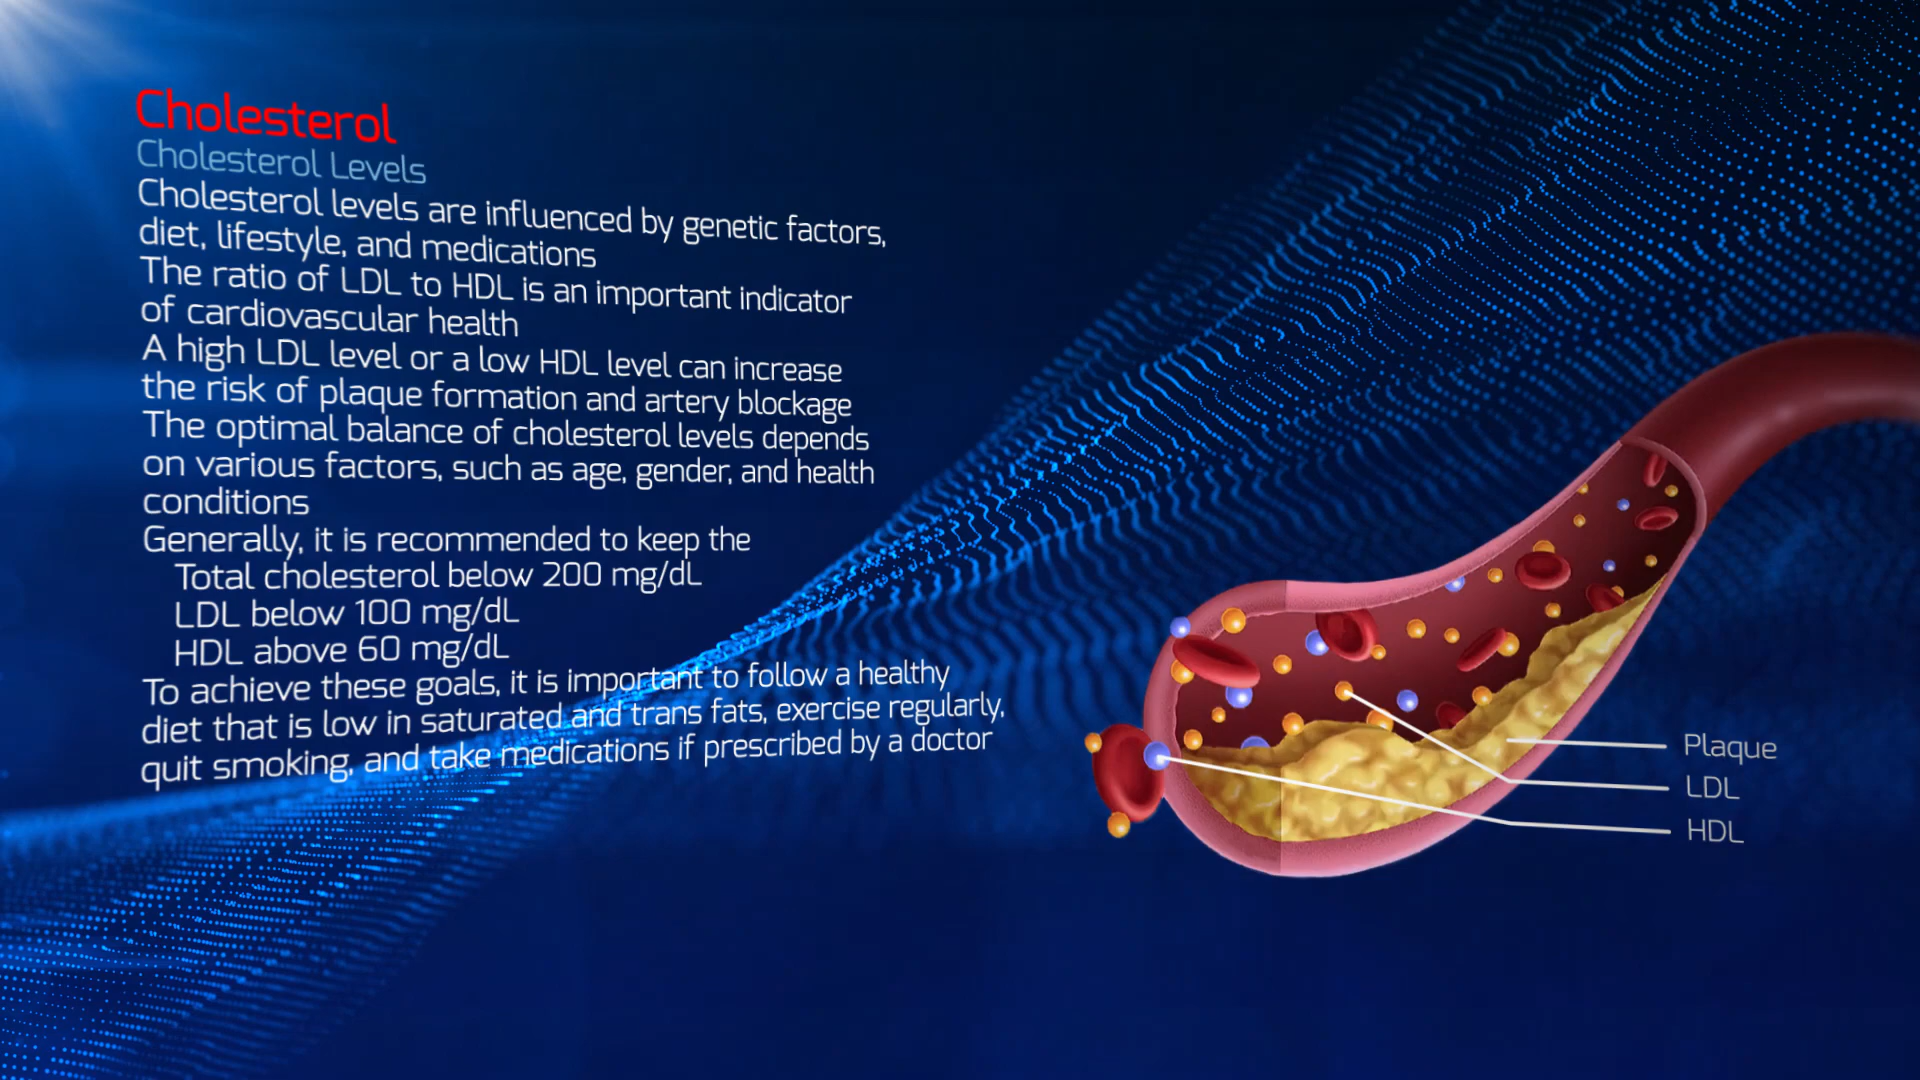 Cholesterol
Cholesterol Levels
Cholesterol levels are influenced by genetic factors,
diet, lifestyle, and medications
The ratio of LDL to HDL is an important indicator
of cardiovascular health
A high LDL level or a low HDL level can increase
the risk of plaque formation and artery blockage
The optimal balance of cholesterol levels depends
on various factors, such as age, gender, and health
conditions
Generally, it is recommended to keep the
Total cholesterol below 200 mg/dL
LDL below 100 mg/dL
HDL above 60 mg/dL
To achieve these goals, it is important to follow a healthy
diet that is low in saturated and trans fats, exercise regularly,
quit smoking, and take medications if prescribed by a doctor
Plaque
LDL
HDL